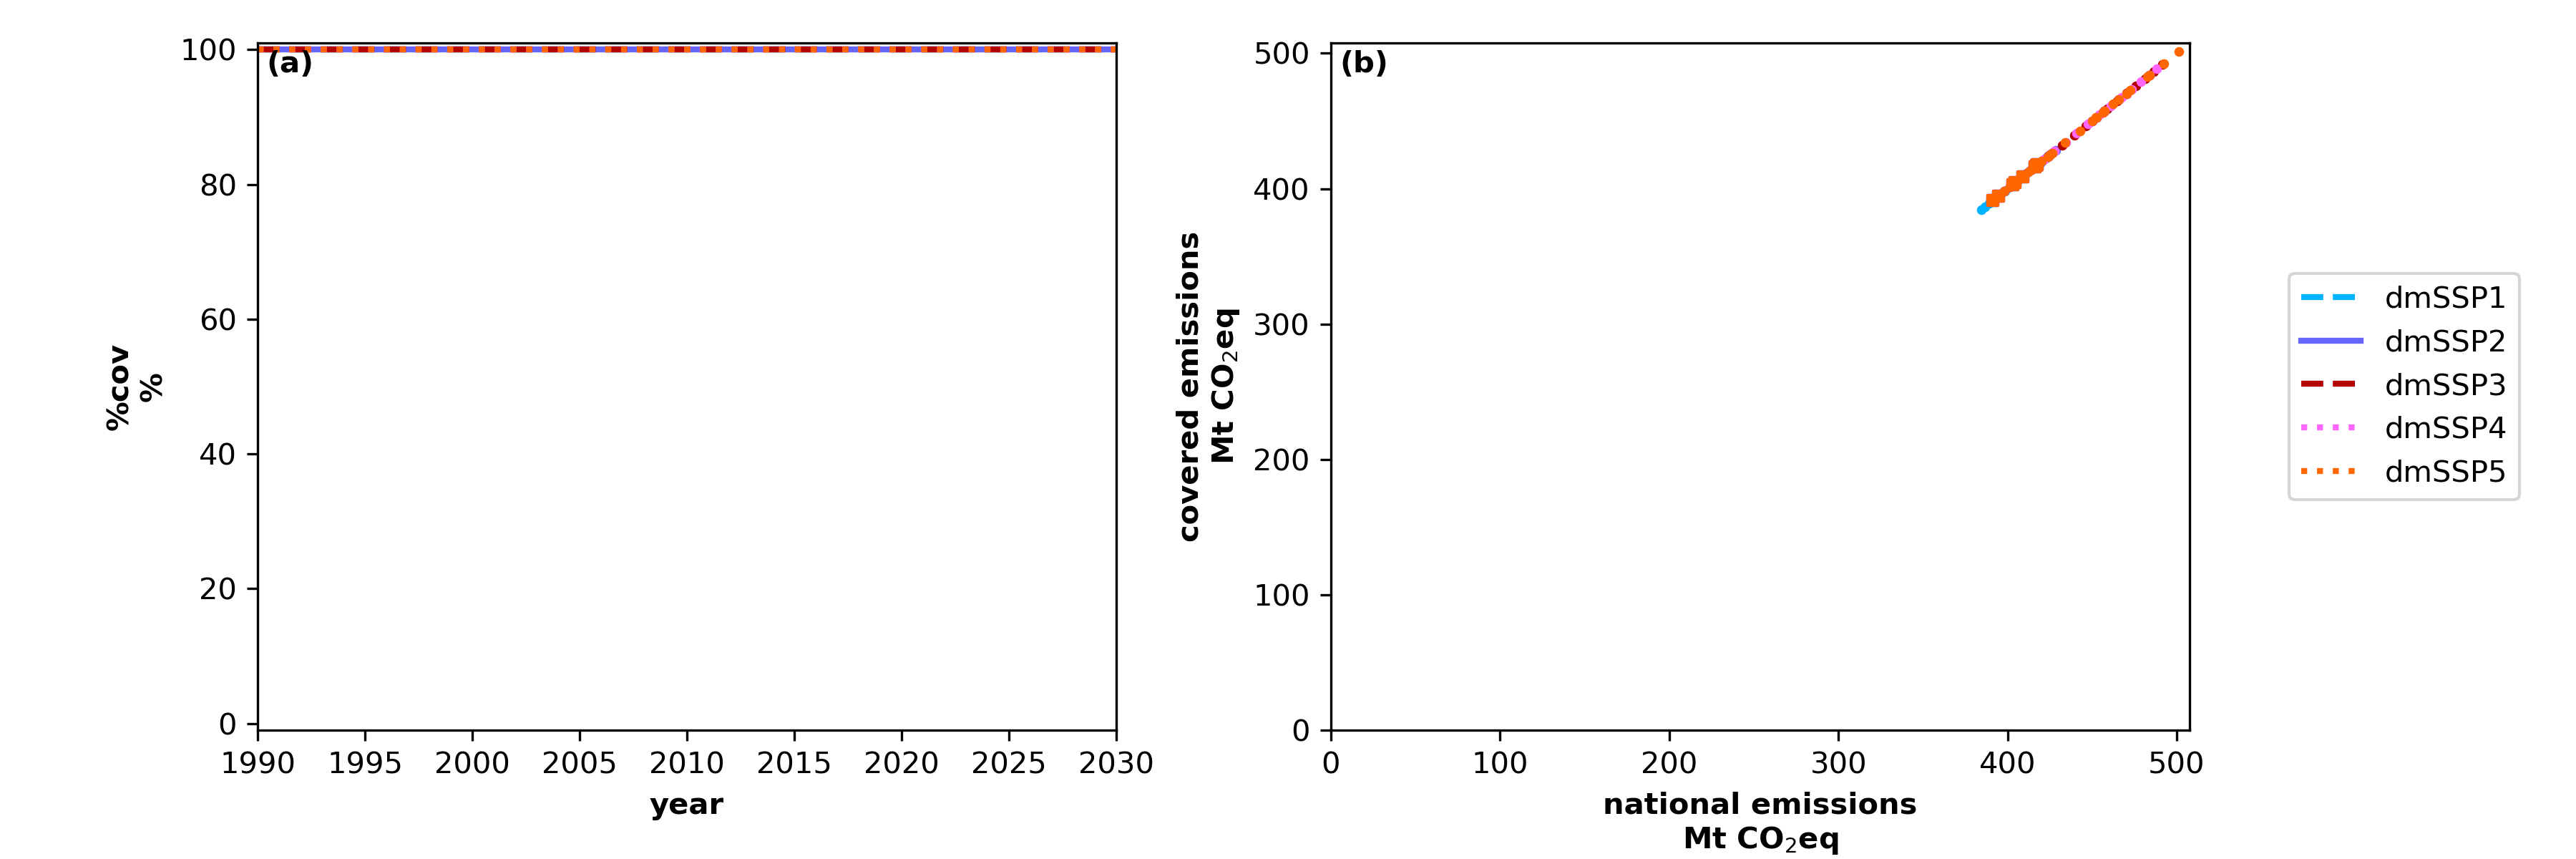 (a)
100
80
60
40
20
0
%cov
%
1990 1995 2000 2005 2010 2015 2020 2025 2030
year
(b)
500
400
300
200
100
0
covered emissions
Mt CO₂eq
0 100 200 300 400 500
national emissions
Mt CO₂eq
dmSSP1
dmSSP2
dmSSP3
dmSSP4
dmSSP5